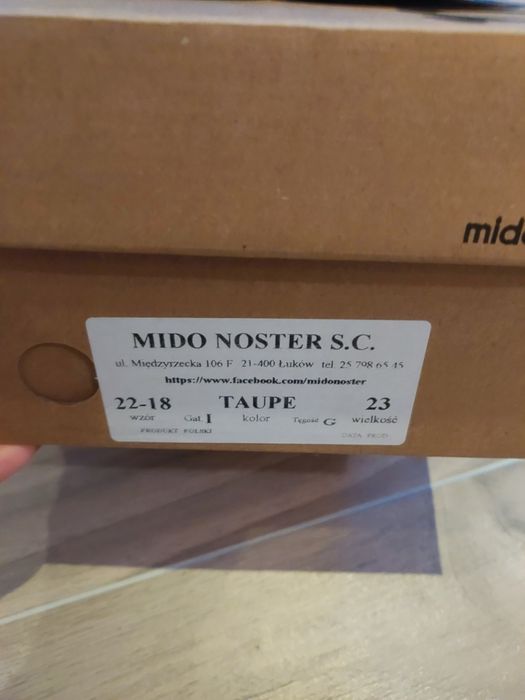 mido
MIDO NOSTER S.C.
ul. Międzyrzecka 106 F 21-400 Łuków tel. 25 798 65 45
https://www.facebook.com/midonoster
22-18 TAUPE 23
wzór Gat. I kolor Tęgość G wielkość
PRODUKT POLSKI DATA PROD